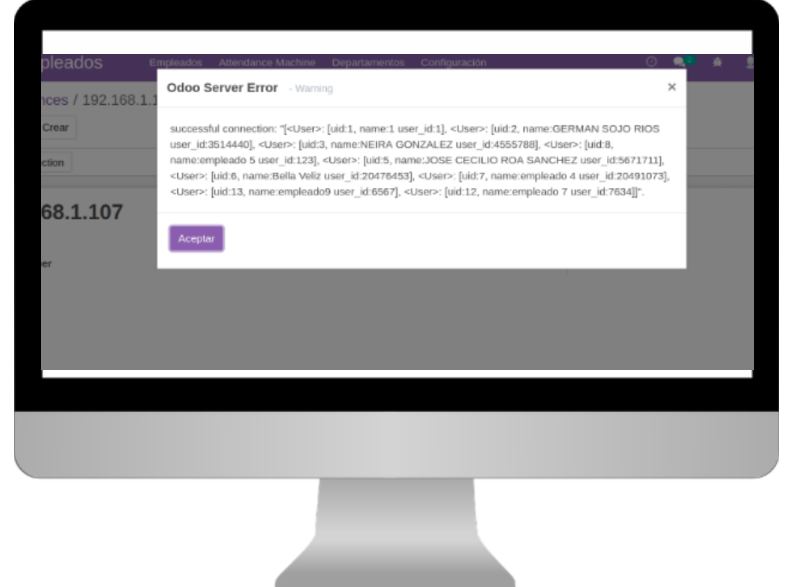 pleados Empleados Attendance Machine Departamentos Configuración
nces / 192.168.1.1
Odoo Server Error - Warning ×
Crear
ction
successful connection: "[<User>: [uid:1, name:1 user_id:1], <User>: [uid:2, name:GERMAN SOJO RIOS
user_id:3514440], <User>: [uid:3, name:NEIRA GONZALEZ user_id:4555788], <User>: [uid:8,
name:empleado 5 user_id:123], <User>: [uid:5, name:JOSE CECILIO ROA SANCHEZ user_id:5671711],
<User>: [uid:6, name:Bella Veliz user_id:20476453], <User>: [uid:7, name:empleado 4 user_id:20491073],
<User>: [uid:13, name:empleado9 user_id:6567], <User>: [uid:12, name:empleado 7 user_id:7634]]".
68.1.107
Aceptar
er